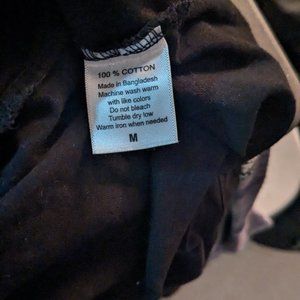 100 % COTTON
Made in Bangladesh
Machine wash warm
with like colors
Do not bleach
Tumble dry low
Warm iron when needed
M